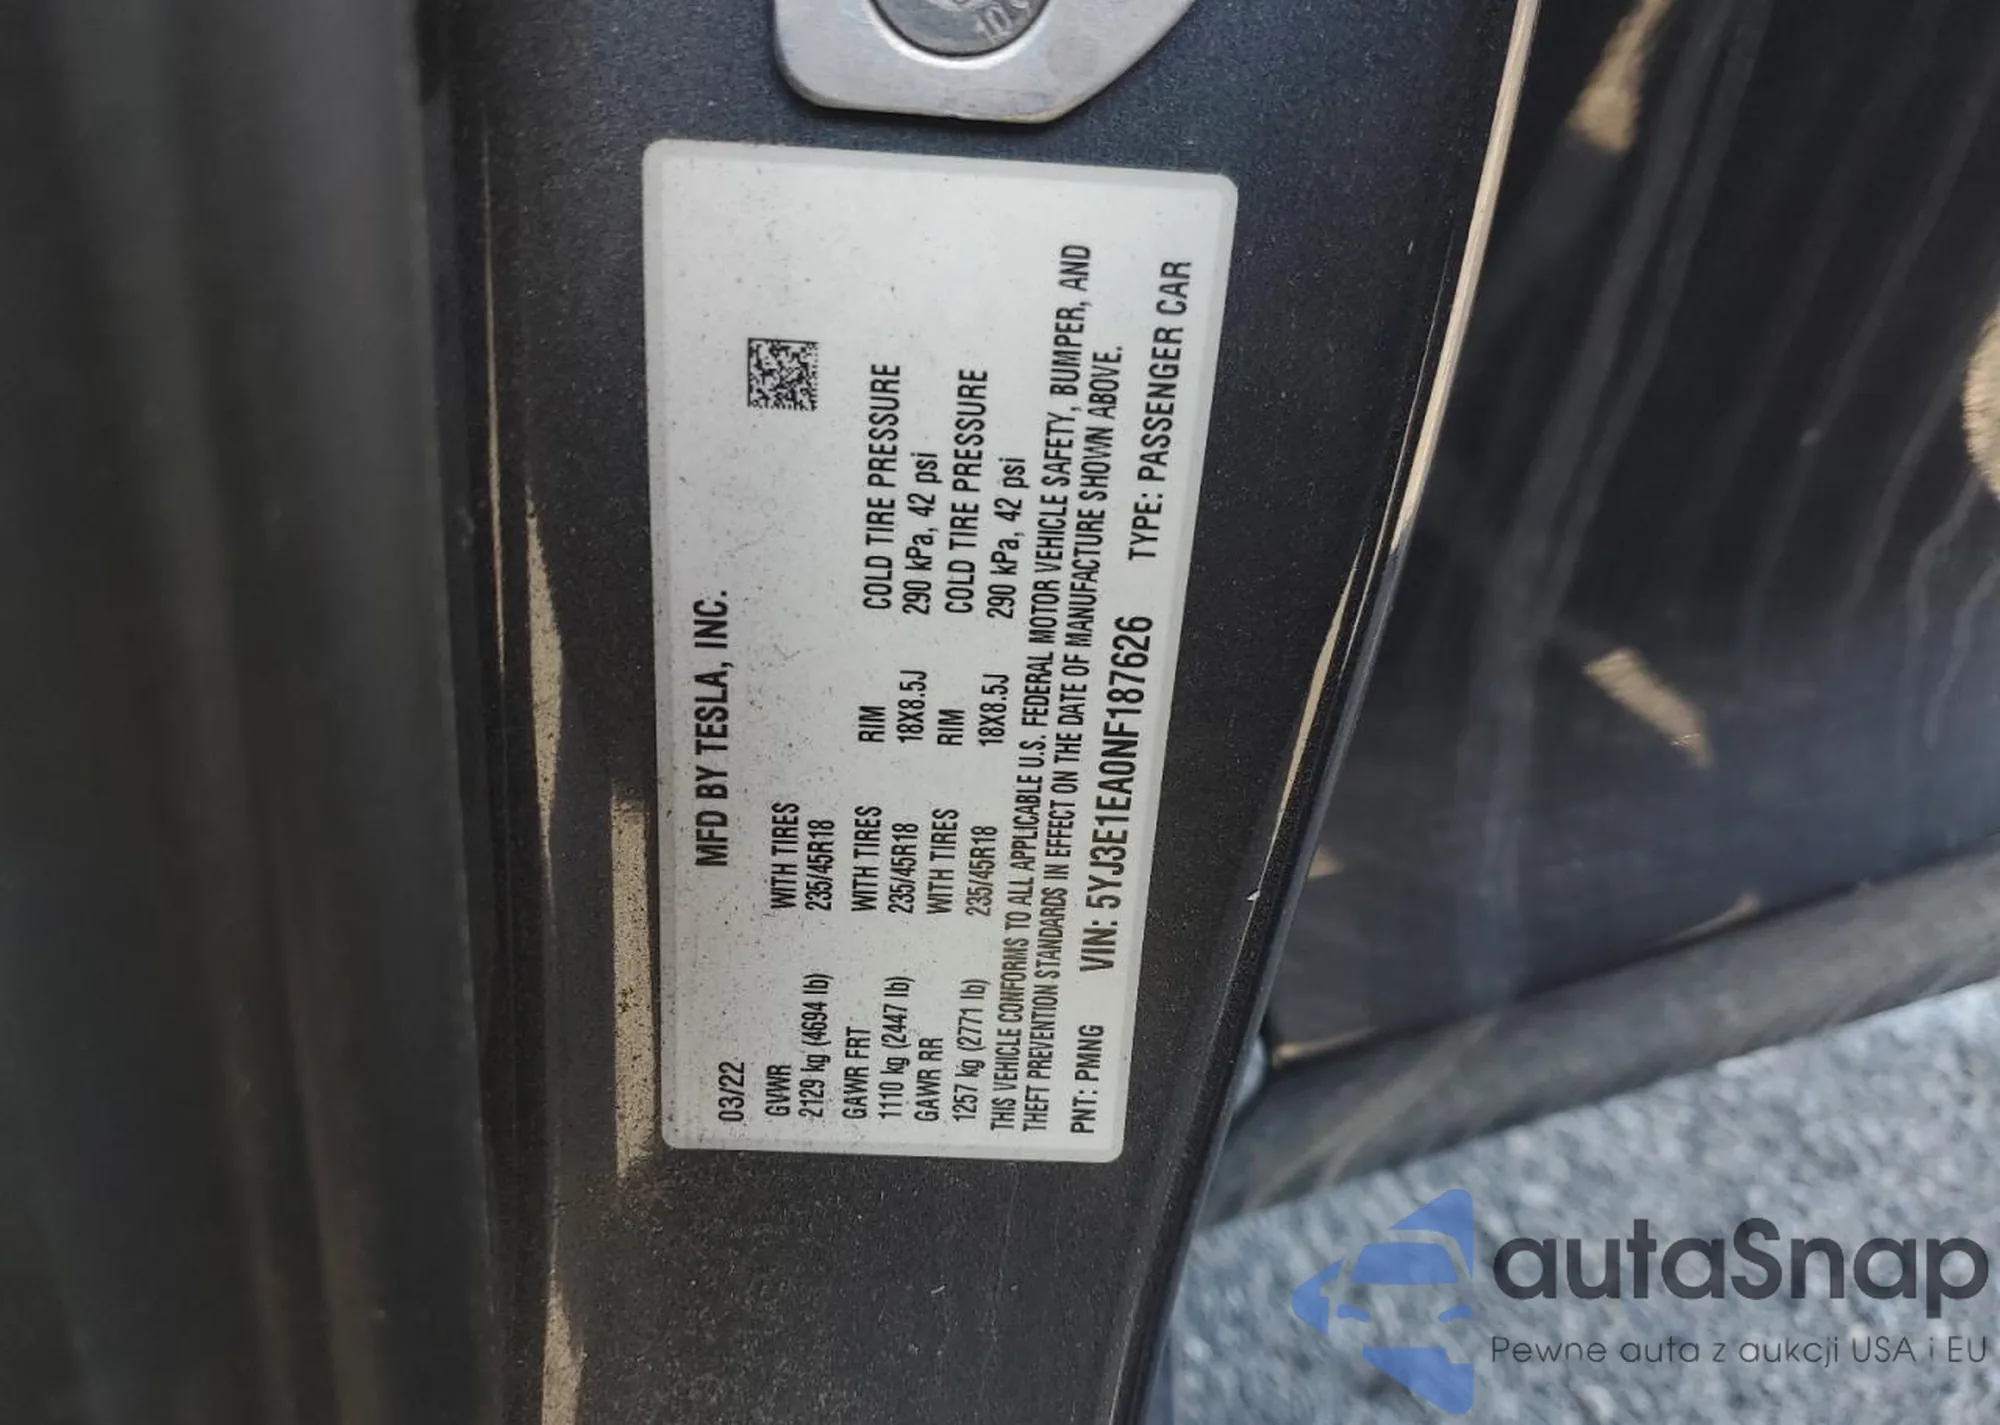 MFD BY TESLA, INC.
03/22
GVWR WITH TIRES
2129 kg (4694 lb) 235/45R18
GAWR FRT WITH TIRES RIM COLD TIRE PRESSURE
1110 kg (2447 lb) 235/45R18 18X8.5J 290 kPa, 42 psi
GAWR RR WITH TIRES RIM COLD TIRE PRESSURE
1257 kg (2771 lb) 235/45R18 18X8.5J 290 kPa, 42 psi
THIS VEHICLE CONFORMS TO ALL APPLICABLE U.S. FEDERAL MOTOR VEHICLE SAFETY, BUMPER, AND
THEFT PREVENTION STANDARDS IN EFFECT ON THE DATE OF MANUFACTURE SHOWN ABOVE.
PNT: PMNG VIN: 5YJ3E1EA0NF187626 TYPE: PASSENGER CAR
autaSnap
Pewne auta z aukcji USA i EU